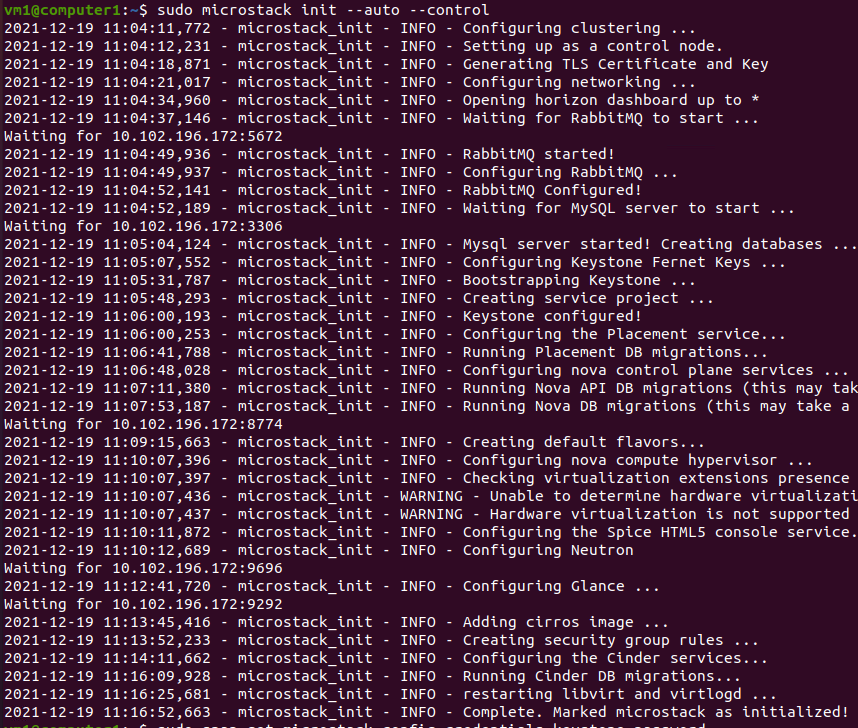 vm1@computer1:~$ sudo microstack init --auto --control
2021-12-19 11:04:11,772 - microstack_init - INFO - Configuring clustering ...
2021-12-19 11:04:12,231 - microstack_init - INFO - Setting up as a control node.
2021-12-19 11:04:18,871 - microstack_init - INFO - Generating TLS Certificate and Key
2021-12-19 11:04:21,017 - microstack_init - INFO - Configuring networking ...
2021-12-19 11:04:34,960 - microstack_init - INFO - Opening horizon dashboard up to *
2021-12-19 11:04:37,146 - microstack_init - INFO - Waiting for RabbitMQ to start ...
Waiting for 10.102.196.172:5672
2021-12-19 11:04:49,936 - microstack_init - INFO - RabbitMQ started!
2021-12-19 11:04:49,937 - microstack_init - INFO - Configuring RabbitMQ ...
2021-12-19 11:04:52,141 - microstack_init - INFO - RabbitMQ Configured!
2021-12-19 11:04:52,189 - microstack_init - INFO - Waiting for MySQL server to start ...
Waiting for 10.102.196.172:3306
2021-12-19 11:05:04,124 - microstack_init - INFO - Mysql server started! Creating databases ...
2021-12-19 11:05:07,552 - microstack_init - INFO - Configuring Keystone Fernet Keys ...
2021-12-19 11:05:31,787 - microstack_init - INFO - Bootstrapping Keystone ...
2021-12-19 11:05:48,293 - microstack_init - INFO - Creating service project ...
2021-12-19 11:06:00,193 - microstack_init - INFO - Keystone configured!
2021-12-19 11:06:00,253 - microstack_init - INFO - Configuring the Placement service...
2021-12-19 11:06:41,788 - microstack_init - INFO - Running Placement DB migrations...
2021-12-19 11:06:48,028 - microstack_init - INFO - Configuring nova control plane services ...
2021-12-19 11:07:11,380 - microstack_init - INFO - Running Nova API DB migrations (this may tak
2021-12-19 11:07:53,187 - microstack_init - INFO - Running Nova DB migrations (this may take a
Waiting for 10.102.196.172:8774
2021-12-19 11:09:15,663 - microstack_init - INFO - Creating default flavors...
2021-12-19 11:10:07,396 - microstack_init - INFO - Configuring nova compute hypervisor ...
2021-12-19 11:10:07,397 - microstack_init - INFO - Checking virtualization extensions presence
2021-12-19 11:10:07,436 - microstack_init - WARNING - Unable to determine hardware virtualizati
2021-12-19 11:10:07,437 - microstack_init - WARNING - Hardware virtualization is not supported
2021-12-19 11:10:11,872 - microstack_init - INFO - Configuring the Spice HTML5 console service.
2021-12-19 11:10:12,689 - microstack_init - INFO - Configuring Neutron
Waiting for 10.102.196.172:9696
2021-12-19 11:12:41,720 - microstack_init - INFO - Configuring Glance ...
Waiting for 10.102.196.172:9292
2021-12-19 11:13:45,416 - microstack_init - INFO - Adding cirros image ...
2021-12-19 11:13:52,233 - microstack_init - INFO - Creating security group rules ...
2021-12-19 11:14:11,662 - microstack_init - INFO - Configuring the Cinder services...
2021-12-19 11:16:09,928 - microstack_init - INFO - Running Cinder DB migrations...
2021-12-19 11:16:25,681 - microstack_init - INFO - restarting libvirt and virtlogd ...
2021-12-19 11:16:52,663 - microstack_init - INFO - Complete. Marked microstack as initialized!